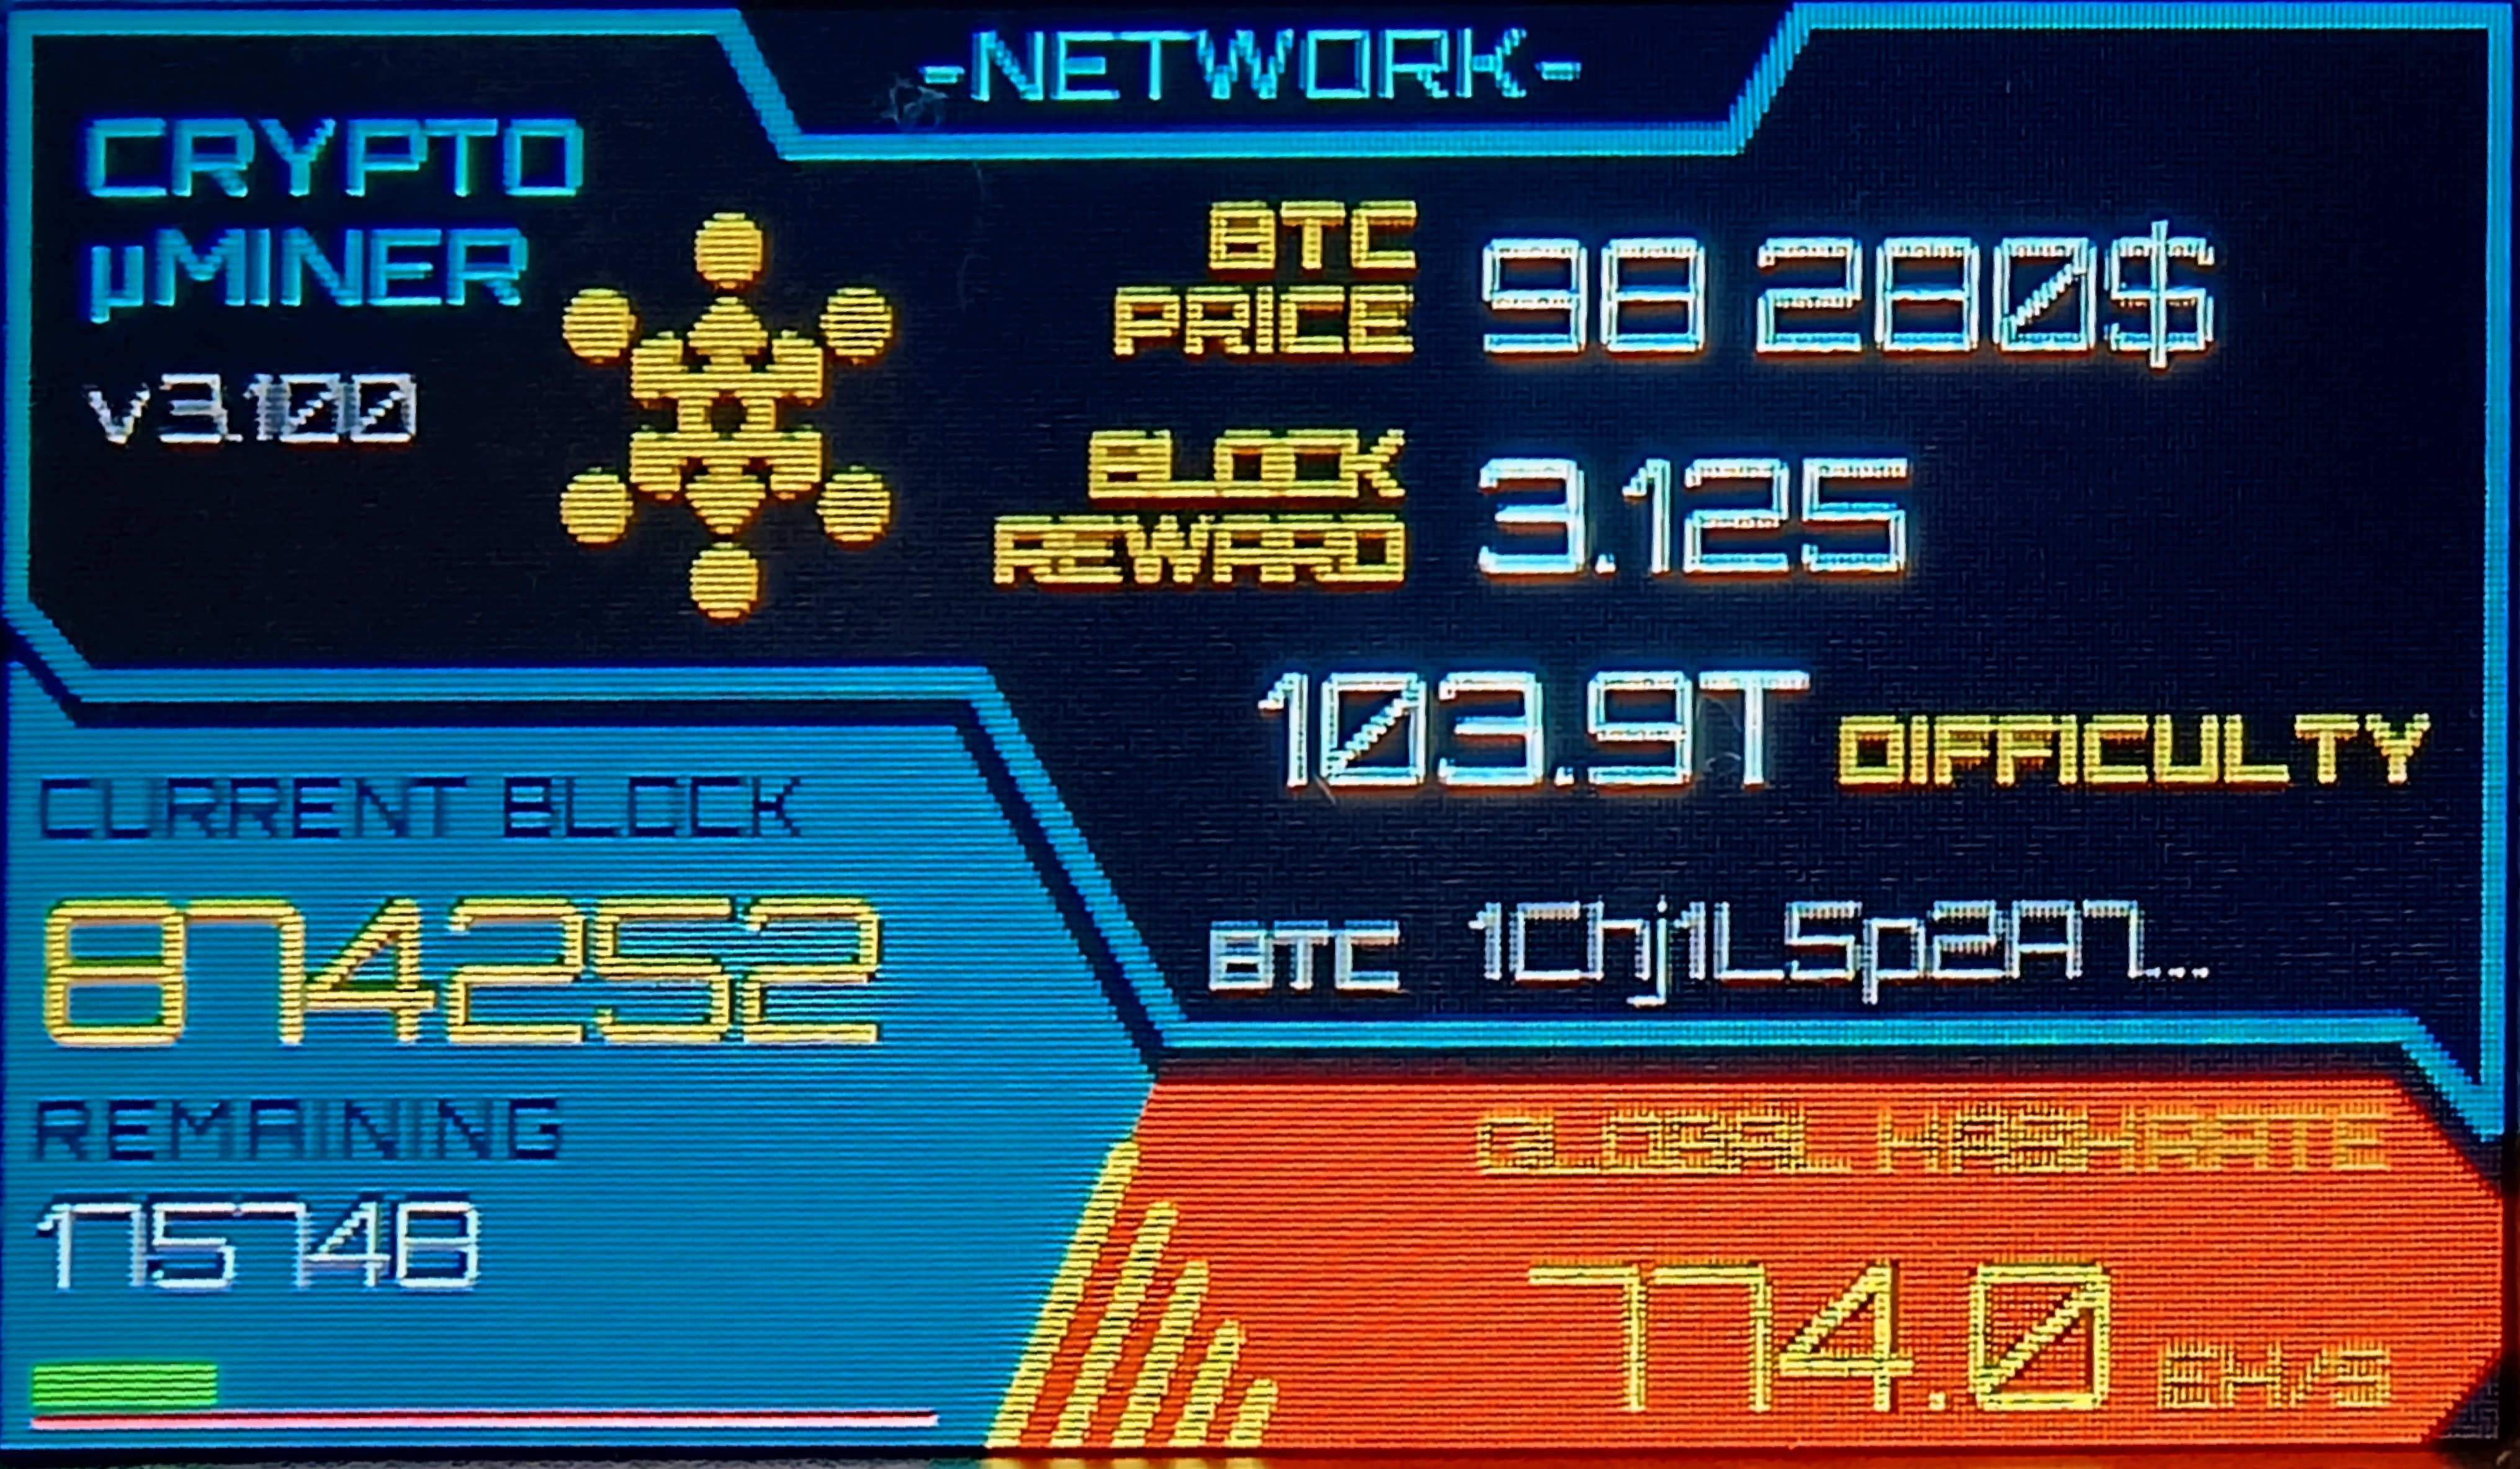 -NETWORK-
CRYPTO
µMINER
v3.100
BTC
PRICE
98 280$
BLOCK
REWARD
3.125
103.9T DIFFICULTY
BTC 1Chj1LSp2A7...
CURRENT BLOCK
874252
REMAINING
175748
GLOBAL HASHRATE
774.0 EH/S